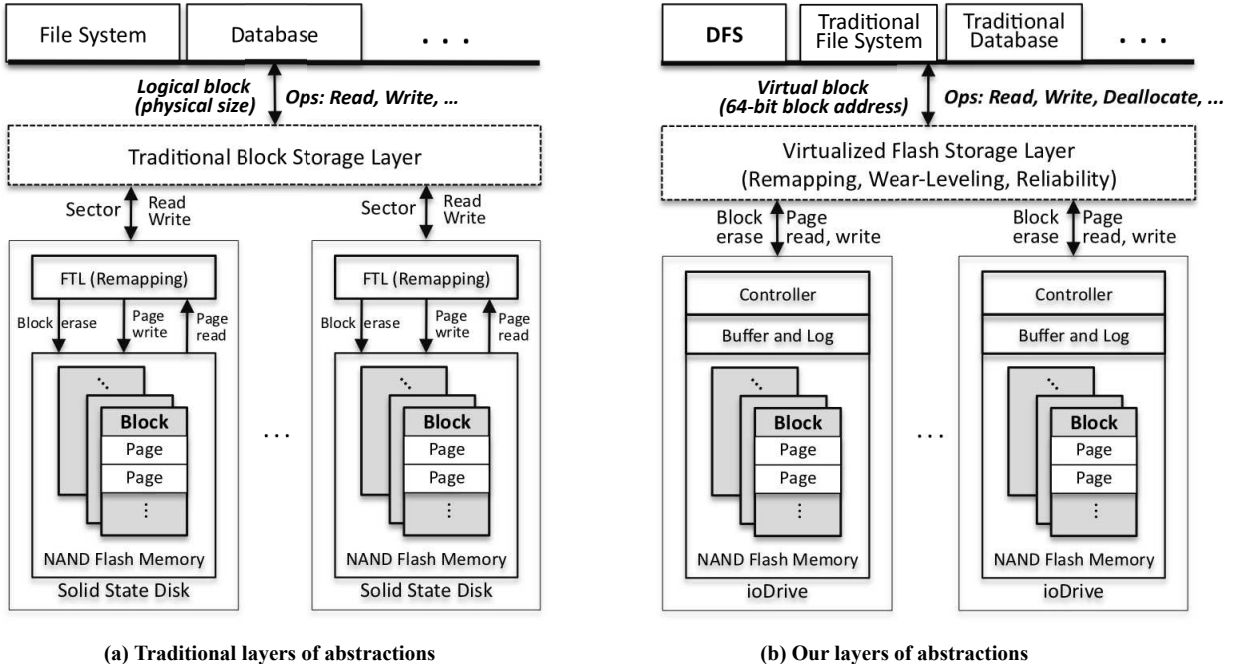 File System
Database
. . .
Logical block
(physical size)
Ops: Read, Write, ...
Traditional Block Storage Layer
Sector
Read
Write
Sector
Read
Write
FTL (Remapping)
Block erase
Page
write
Page
read
Block
Page
Page
NAND Flash Memory
Solid State Disk
. . .
FTL (Remapping)
Block erase
Page
write
Page
read
Block
Page
Page
NAND Flash Memory
Solid State Disk
(a) Traditional layers of abstractions
DFS
Traditional
File System
Traditional
Database
. . .
Virtual block
(64-bit block address)
Ops: Read, Write, Deallocate, ...
Virtualized Flash Storage Layer
(Remapping, Wear-Leveling, Reliability)
Block
erase
Page
read, write
Block
erase
Page
read, write
Controller
Buffer and Log
Block
Page
Page
NAND Flash Memory
ioDrive
. . .
Controller
Buffer and Log
Block
Page
Page
NAND Flash Memory
ioDrive
(b) Our layers of abstractions